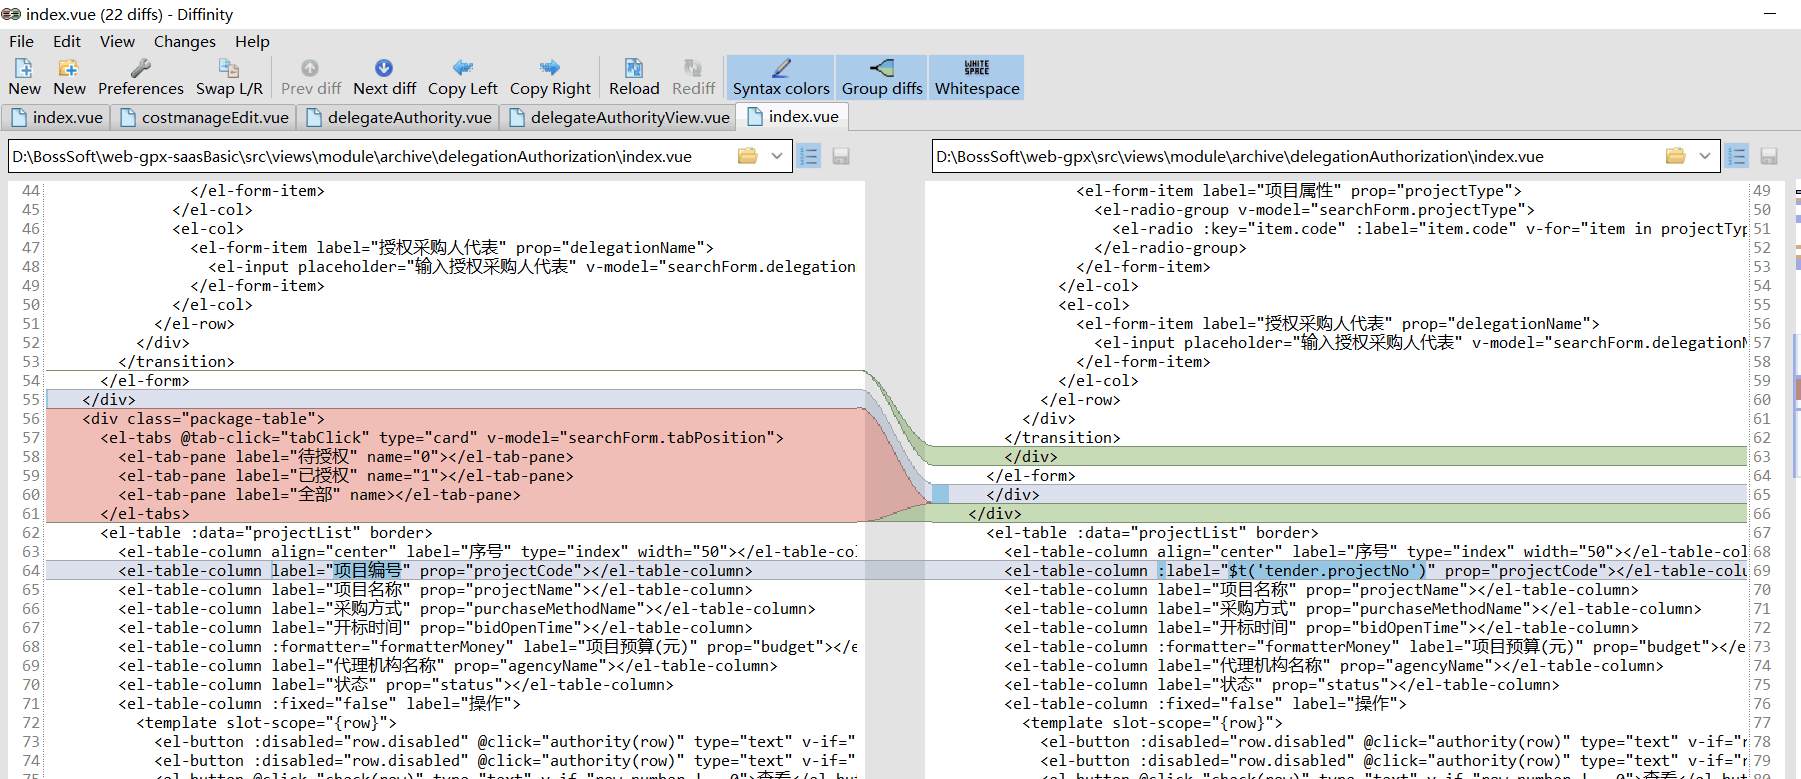 index.vue (22 diffs) - Diffinity
File Edit View Changes Help
New New Preferences Swap L/R Prev diff Next diff Copy Left Copy Right Reload Rediff Syntax colors Group diffs WHITE SPACE Whitespace
index.vue costmanageEdit.vue delegateAuthority.vue delegateAuthorityView.vue index.vue
D:\BossSoft\web-gpx-saasBasic\src\views\module\archive\delegationAuthorization\index.vue
44 </el-form-item>
45 </el-col>
46 <el-col>
47 <el-form-item label="授权采购人代表" prop="delegationName">
48 <el-input placeholder="输入授权采购人代表" v-model="searchForm.delegation
49 </el-form-item>
50 </el-col>
51 </el-row>
52 </div>
53 </transition>
54 </el-form>
55 </div>
56 <div class="package-table">
57 <el-tabs @tab-click="tabClick" type="card" v-model="searchForm.tabPosition">
58 <el-tab-pane label="待授权" name="0"></el-tab-pane>
59 <el-tab-pane label="已授权" name="1"></el-tab-pane>
60 <el-tab-pane label="全部" name></el-tab-pane>
61 </el-tabs>
62 <el-table :data="projectList" border>
63 <el-table-column align="center" label="序号" type="index" width="50"></el-table-co
64 <el-table-column label="项目编号" prop="projectCode"></el-table-column>
65 <el-table-column label="项目名称" prop="projectName"></el-table-column>
66 <el-table-column label="采购方式" prop="purchaseMethodName"></el-table-column>
67 <el-table-column label="开标时间" prop="bidOpenTime"></el-table-column>
68 <el-table-column :formatter="formatterMoney" label="项目预算(元)" prop="budget"></e
69 <el-table-column label="代理机构名称" prop="agencyName"></el-table-column>
70 <el-table-column label="状态" prop="status"></el-table-column>
71 <el-table-column :fixed="false" label="操作">
72 <template slot-scope="{row}">
73 <el-button :disabled="row.disabled" @click="authority(row)" type="text" v-if="
74 <el-button :disabled="row.disabled" @click="authority(row)" type="text" v-if="
D:\BossSoft\web-gpx\src\views\module\archive\delegationAuthorization\index.vue
<el-form-item label="项目属性" prop="projectType"> 49
<el-radio-group v-model="searchForm.projectType"> 50
<el-radio :key="item.code" :label="item.code" v-for="item in projectTyp 51
</el-radio-group> 52
</el-form-item> 53
</el-col> 54
<el-col> 55
<el-form-item label="授权采购人代表" prop="delegationName"> 56
<el-input placeholder="输入授权采购人代表" v-model="searchForm.delegationN 57
</el-form-item> 58
</el-col> 59
</el-row> 60
</div> 61
</transition> 62
</div> 63
</el-form> 64
</div> 65
</div> 66
<el-table :data="projectList" border> 67
<el-table-column align="center" label="序号" type="index" width="50"></el-table-co 68
<el-table-column :label="$t('tender.projectNo')" prop="projectCode"></el-table-colu 69
<el-table-column label="项目名称" prop="projectName"></el-table-column> 70
<el-table-column label="采购方式" prop="purchaseMethodName"></el-table-column> 71
<el-table-column label="开标时间" prop="bidOpenTime"></el-table-column> 72
<el-table-column :formatter="formatterMoney" label="项目预算(元)" prop="budget"></e 73
<el-table-column label="代理机构名称" prop="agencyName"></el-table-column> 74
<el-table-column label="状态" prop="status"></el-table-column> 75
<el-table-column :fixed="false" label="操作"> 76
<template slot-scope="{row}"> 77
<el-button :disabled="row.disabled" @click="authority(row)" type="text" v-if="r 78
<el-button :disabled="row.disabled" @click="authority(row)" type="text" v-if="r 79